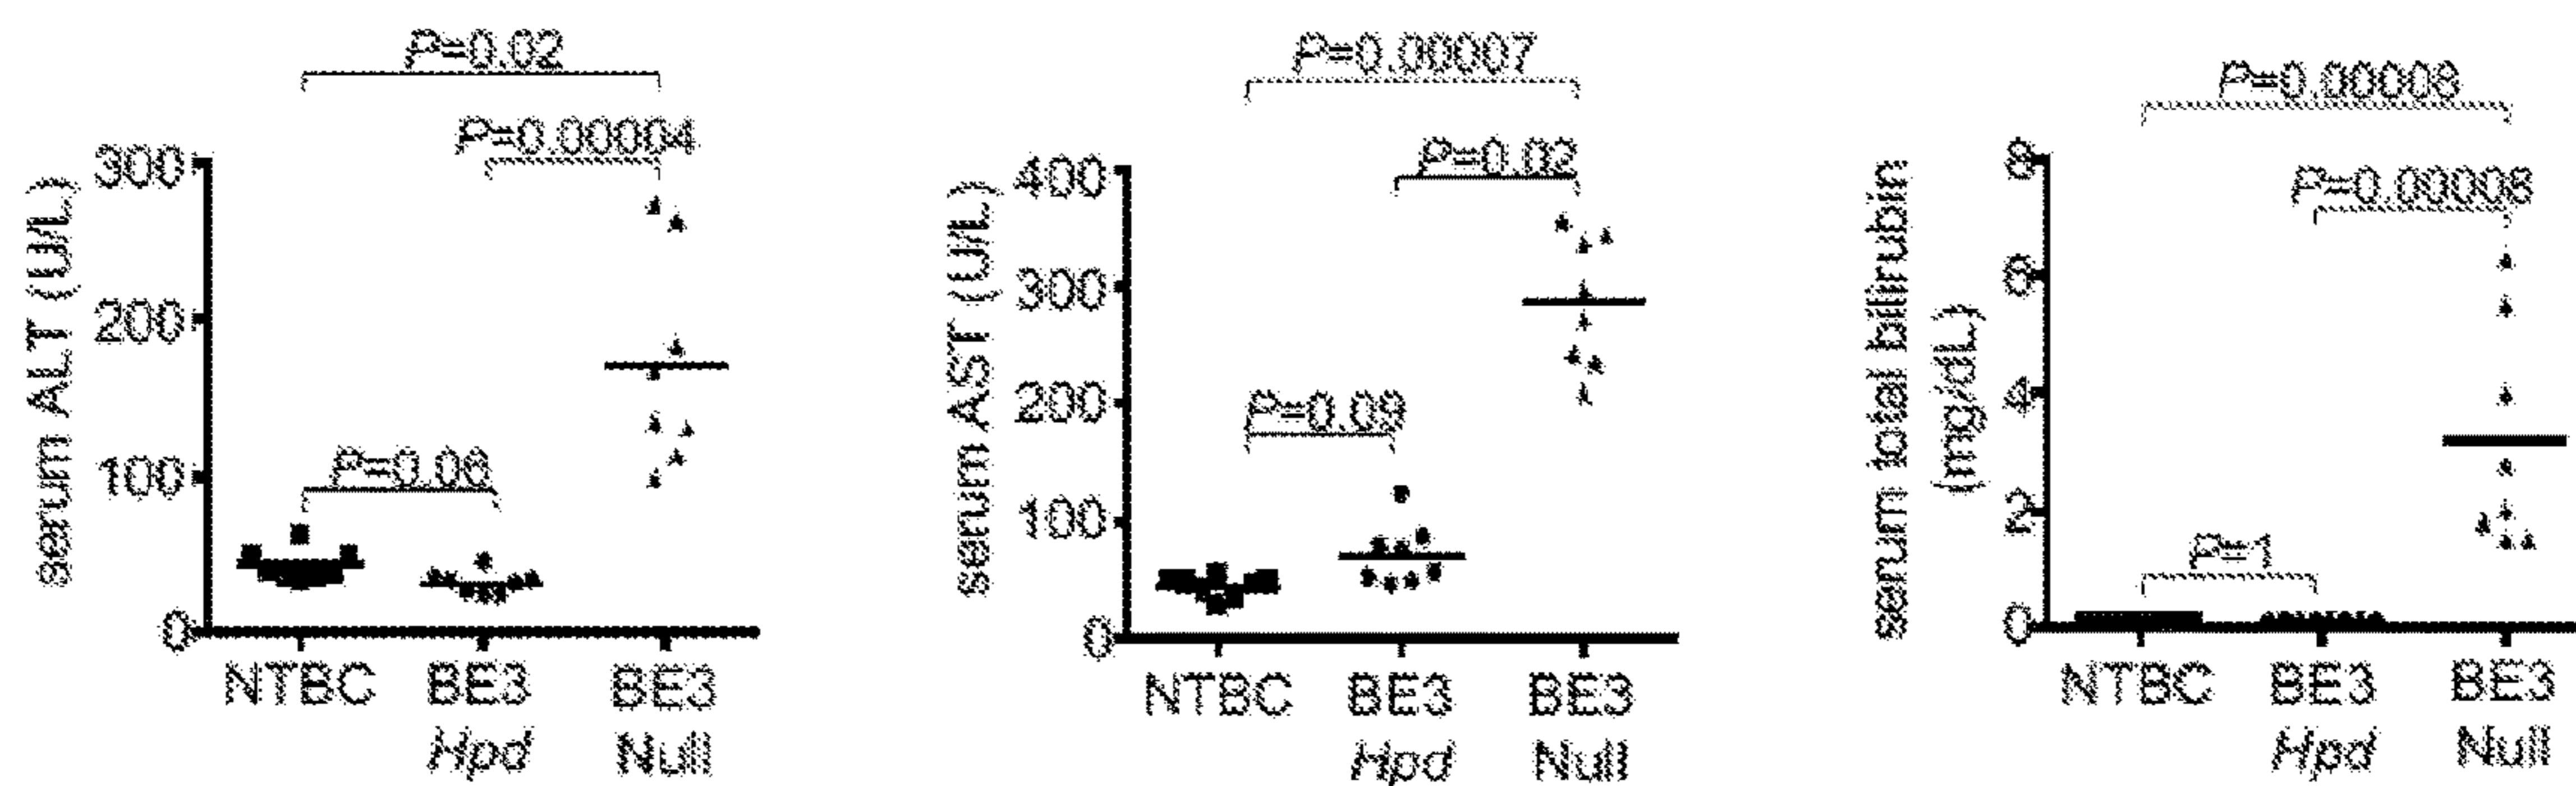 P=0.02
P=0.00004
P=0.06
serum ALT (U/L)
300
200
100
0
NTBC
BE3
Hpd
BE3
Null
P=0.00007
P=0.02
P=0.09
serum AST (U/L)
400
300
200
100
0
NTBC
BE3
Hpd
BE3
Null
P=0.00008
P=0.00006
P=1
serum total bilirubin
(mg/dL)
8
6
4
2
0
NTBC
BE3
Hpd
BE3
Null